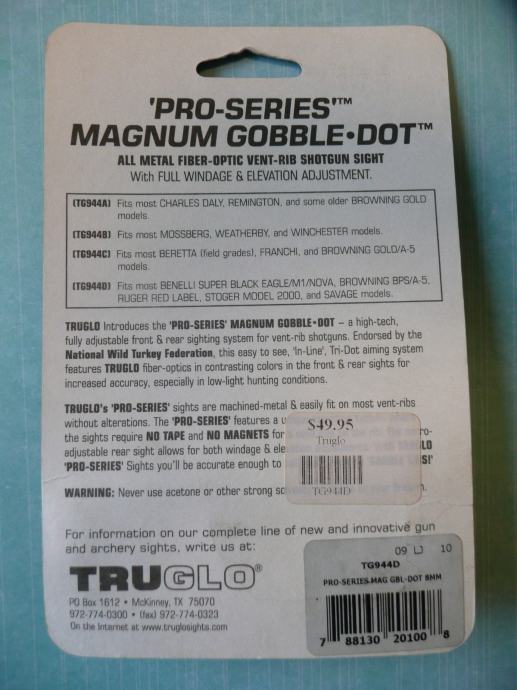 'PRO-SERIES'™
MAGNUM GOBBLE•DOT™
ALL METAL FIBER-OPTIC VENT-RIB SHOTGUN SIGHT
With FULL WINDAGE & ELEVATION ADJUSTMENT.
(TG944A) Fits most CHARLES DALY, REMINGTON, and some older BROWNING GOLD
models.
(TG944B) Fits most MOSSBERG, WEATHERBY, and WINCHESTER models.
(TG944C) Fits most BERETTA (field grades), FRANCHI, and BROWNING GOLD/A-5
models.
(TG944D) Fits most BENELLI SUPER BLACK EAGLE/M1/NOVA, BROWNING BPS/A-5,
RUGER RED LABEL, STOGER MODEL 2000, and SAVAGE models.
TRUGLO Introduces the 'PRO-SERIES' MAGNUM GOBBLE•DOT – a high-tech,
fully adjustable front & rear sighting system for vent-rib shotguns. Endorsed by the
National Wild Turkey Federation, this easy to see, 'In-Line', Tri-Dot aiming system
features TRUGLO fiber-optics in contrasting colors in the front & rear sights for
increased accuracy, especially in low-light hunting conditions.
TRUGLO's 'PRO-SERIES' sights are machined-metal & easily fit on most vent-ribs
without alterations. The 'PRO-SERIES' features a
the sights require NO TAPE and NO MAGNETS for
adjustable rear sight allows for both windage &
'PRO-SERIES' Sights you'll be accurate enough to
WARNING: Never use acetone or other strong
$49.95
Truglo
TG944D
For information on our complete line of new and innovative gun
and archery sights, write us at:
TRUGLO®
PO Box 1612 • McKinney, TX 75070
972-774-0300 • (fax) 972-774-0323
On the Internet at www.truglosights.com
09 LJ 10
TG944D
PRO-SERIES-MAG GBL-DOT 8MM
7 88130 20100 8